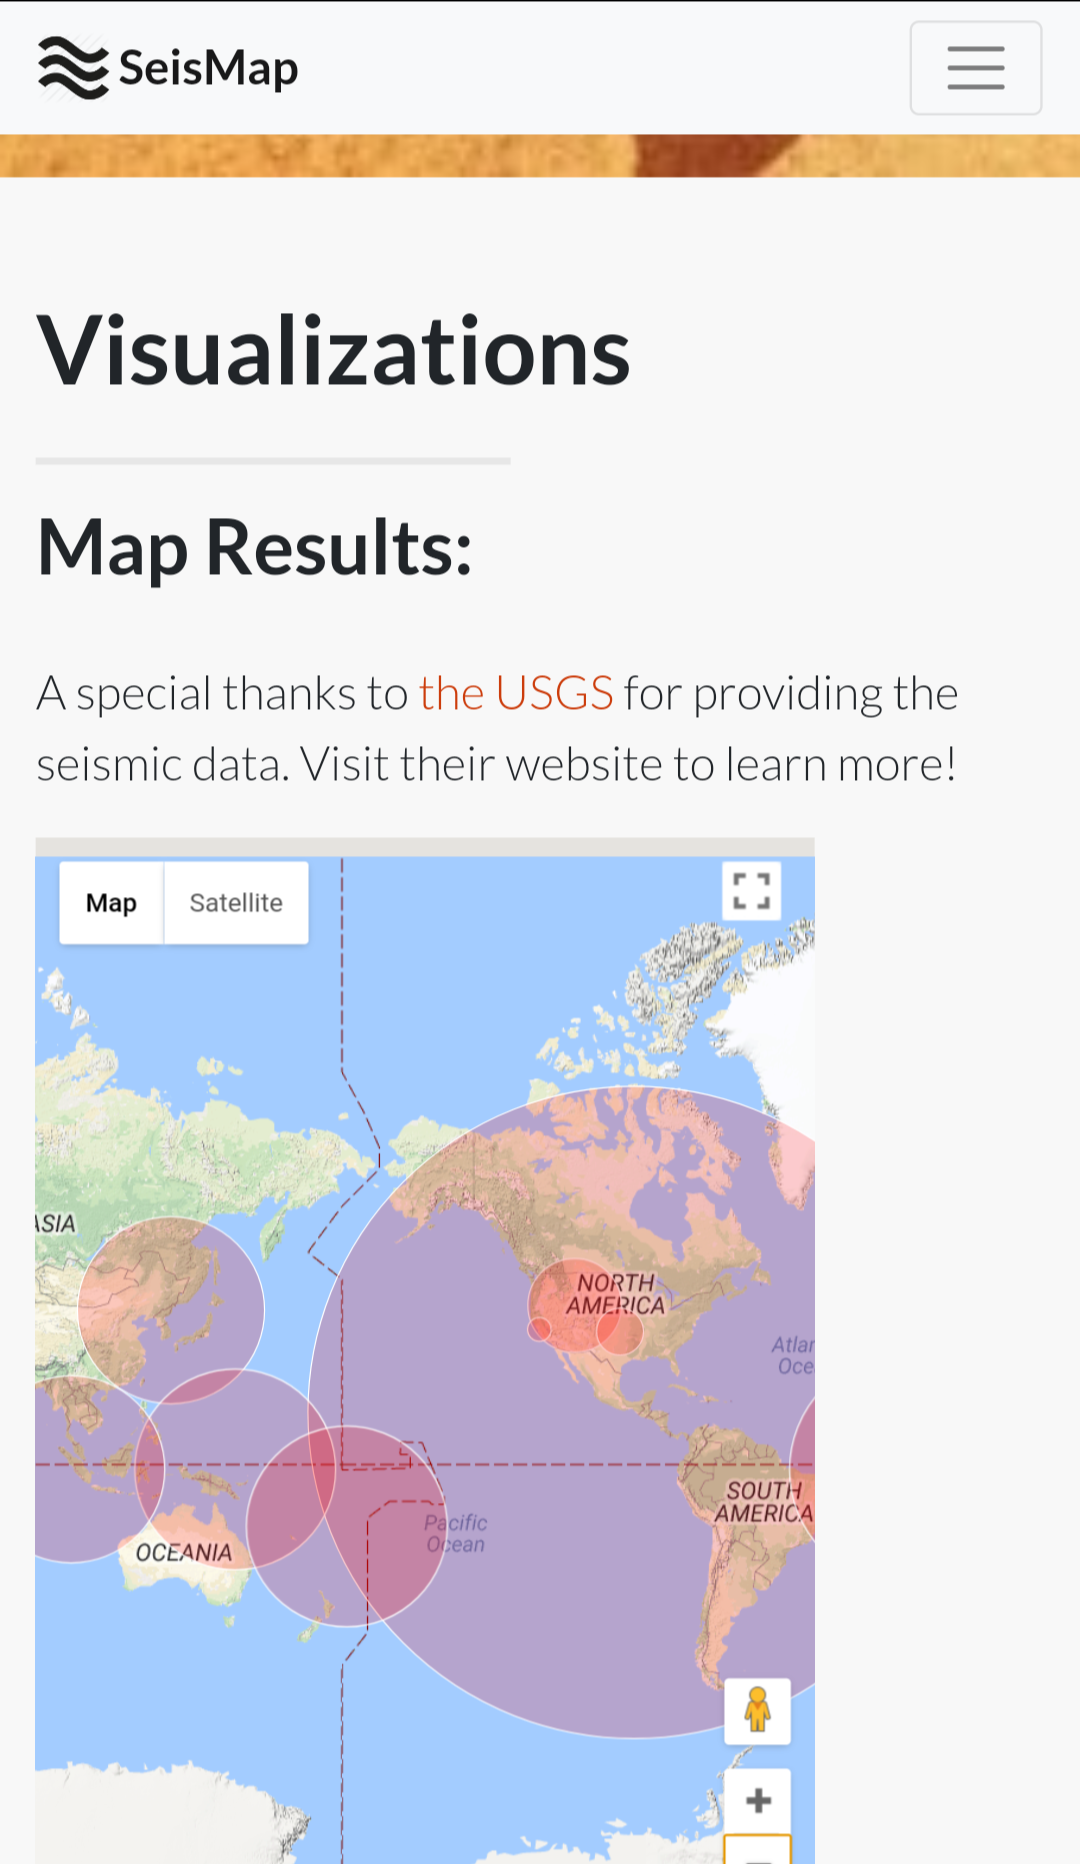 SeisMap
Visualizations
Map Results:
A special thanks to the USGS for providing the
seismic data. Visit their website to learn more!
Map
Satellite
ASIA
NORTH
AMERICA
Atlan
Oce
SOUTH
AMERICA
Pacific
Ocean
OCEANIA